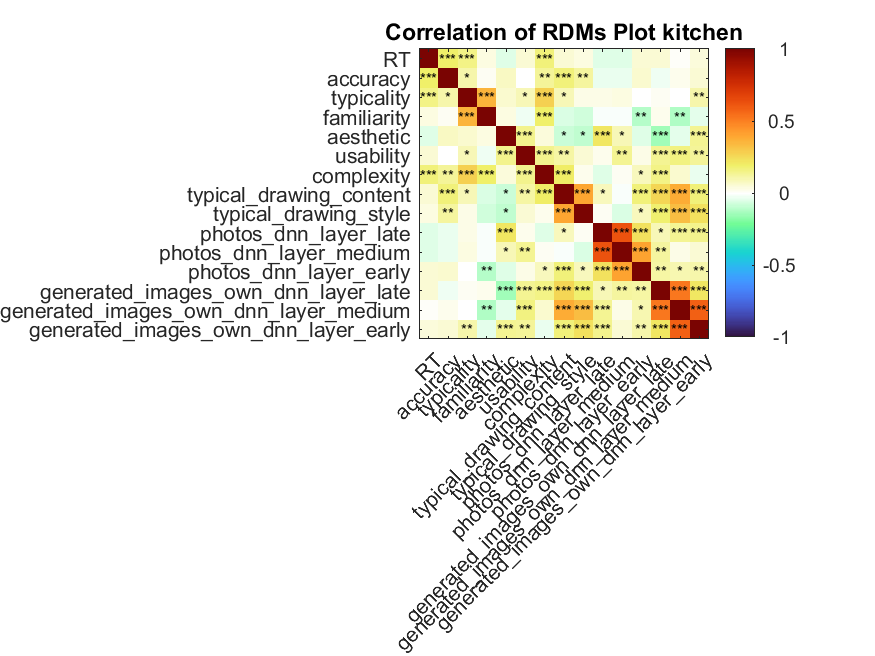 Correlation of RDMs Plot kitchen
RT *** *** ***
accuracy *** * ** *** **
typicality *** * *** * *** * **
familiarity *** *** ** **
aesthetic *** * * *** * *** ***
usability * *** *** ** ** *** *** **
complexity *** ** *** *** *** *** * **
typical_drawing_content *** * * ** *** *** * *** *** *** ***
typical_drawing_style ** * *** * *** *** ***
photos_dnn_layer_late *** * *** *** * *** ***
photos_dnn_layer_medium * ** *** *** **
photos_dnn_layer_early ** * *** * *** *** ** * **
generated_images_own_dnn_layer_late *** *** *** *** *** * ** ** *** ***
generated_images_own_dnn_layer_medium ** *** *** *** *** * *** ***
generated_images_own_dnn_layer_early ** *** ** *** *** *** ** *** ***
1
0.5
0
-0.5
-1
RT
accuracy
typicality
familiarity
aesthetic
usability
complexity
typical_drawing_content
typical_drawing_style
photos_dnn_layer_late
photos_dnn_layer_medium
photos_dnn_layer_early
generated_images_own_dnn_layer_late
generated_images_own_dnn_layer_medium
generated_images_own_dnn_layer_early